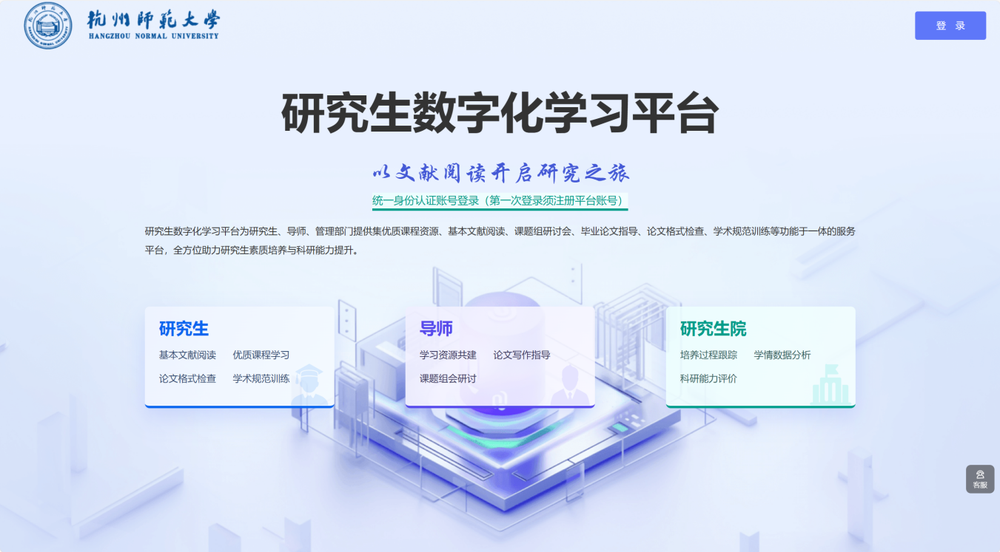 杭州师范大学
HANGZHOU NORMAL UNIVERSITY
登 录
研究生数字化学习平台
以文献阅读开启研究之旅
统一身份认证账号登录（第一次登录须注册平台账号）
研究生数字化学习平台为研究生、导师、管理部门提供集优质课程资源、基本文献阅读、课题组研讨会、毕业论文指导、论文格式检查、学术规范训练等功能于一体的服务
平台，全方位助力研究生素质培养与科研能力提升。
研究生
基本文献阅读 优质课程学习
论文格式检查 学术规范训练
导师
学习资源共建 论文写作指导
课题组会研讨
研究生院
培养过程跟踪 学情数据分析
科研能力评价
客服